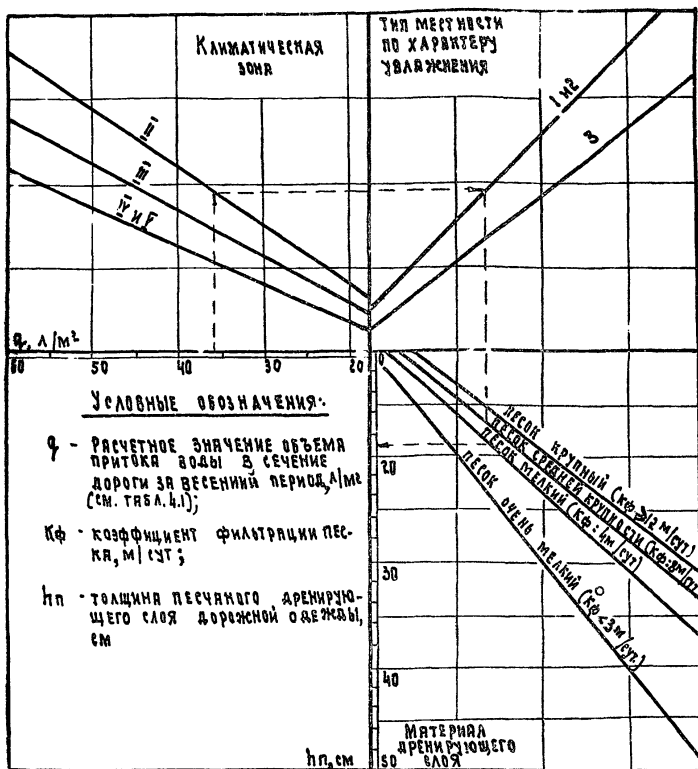 КЛИМАТИЧЕСКАЯ
ЗОНА
ТИП МЕСТНОСТИ
ПО ХАРАКТЕРУ
УВЛАЖНЕНИЯ
II
III
IV И V
1 И 2
3
q, л/м²
60
50
40
30
20
0
УСЛОВНЫЕ ОБОЗНАЧЕНИЯ:
q - РАСЧЕТНОЕ ЗНАЧЕНИЕ ОБЪЕМА
ПРИТОКА ВОДЫ В СЕЧЕНИЕ
ДОРОГИ ЗА ВЕСЕННИЙ ПЕРИОД, л/м²
(СМ. ТАБЛ. 4.1);
Кф - КОЭФФИЦИЕНТ ФИЛЬТРАЦИИ ПЕС-
КА, М/СУТ;
hп - ТОЛЩИНА ПЕСЧАНОГО ДРЕНИРУЮ-
ЩЕГО СЛОЯ ДОРОЖНОЙ ОДЕЖДЫ,
СМ
ПЕСОК КРУПНЫЙ (Кф ≥ 12 М/СУТ)
ПЕСОК СРЕДНЕЙ КРУПНОСТИ (Кф = 8 М/СУТ
ПЕСОК МЕЛКИЙ (Кф = 4 М/СУТ)
ПЕСОК ОЧЕНЬ МЕЛКИЙ (Кф ≤ 3 М/СУТ)
20
30
40
50
hп, СМ
МАТЕРИАЛ
ДРЕНИРУЮЩЕГО
СЛОЯ